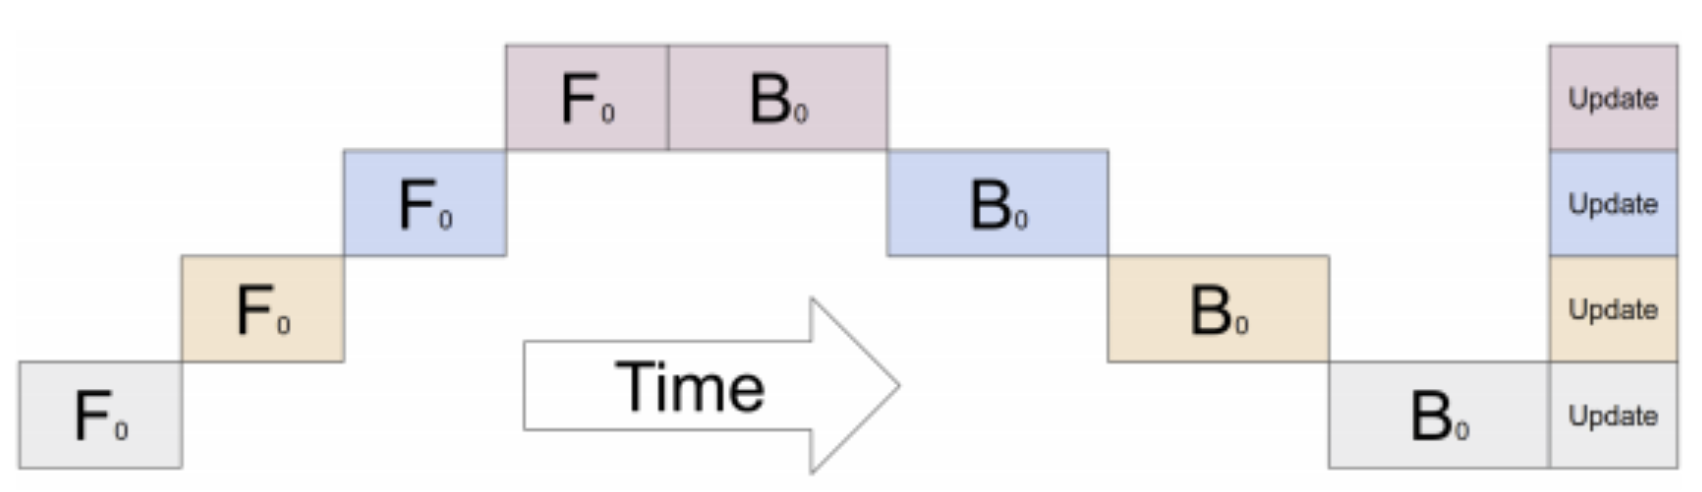 F₀ B₀ Update
F₀ B₀ Update
F₀ B₀ Update
Time
F₀ B₀ Update